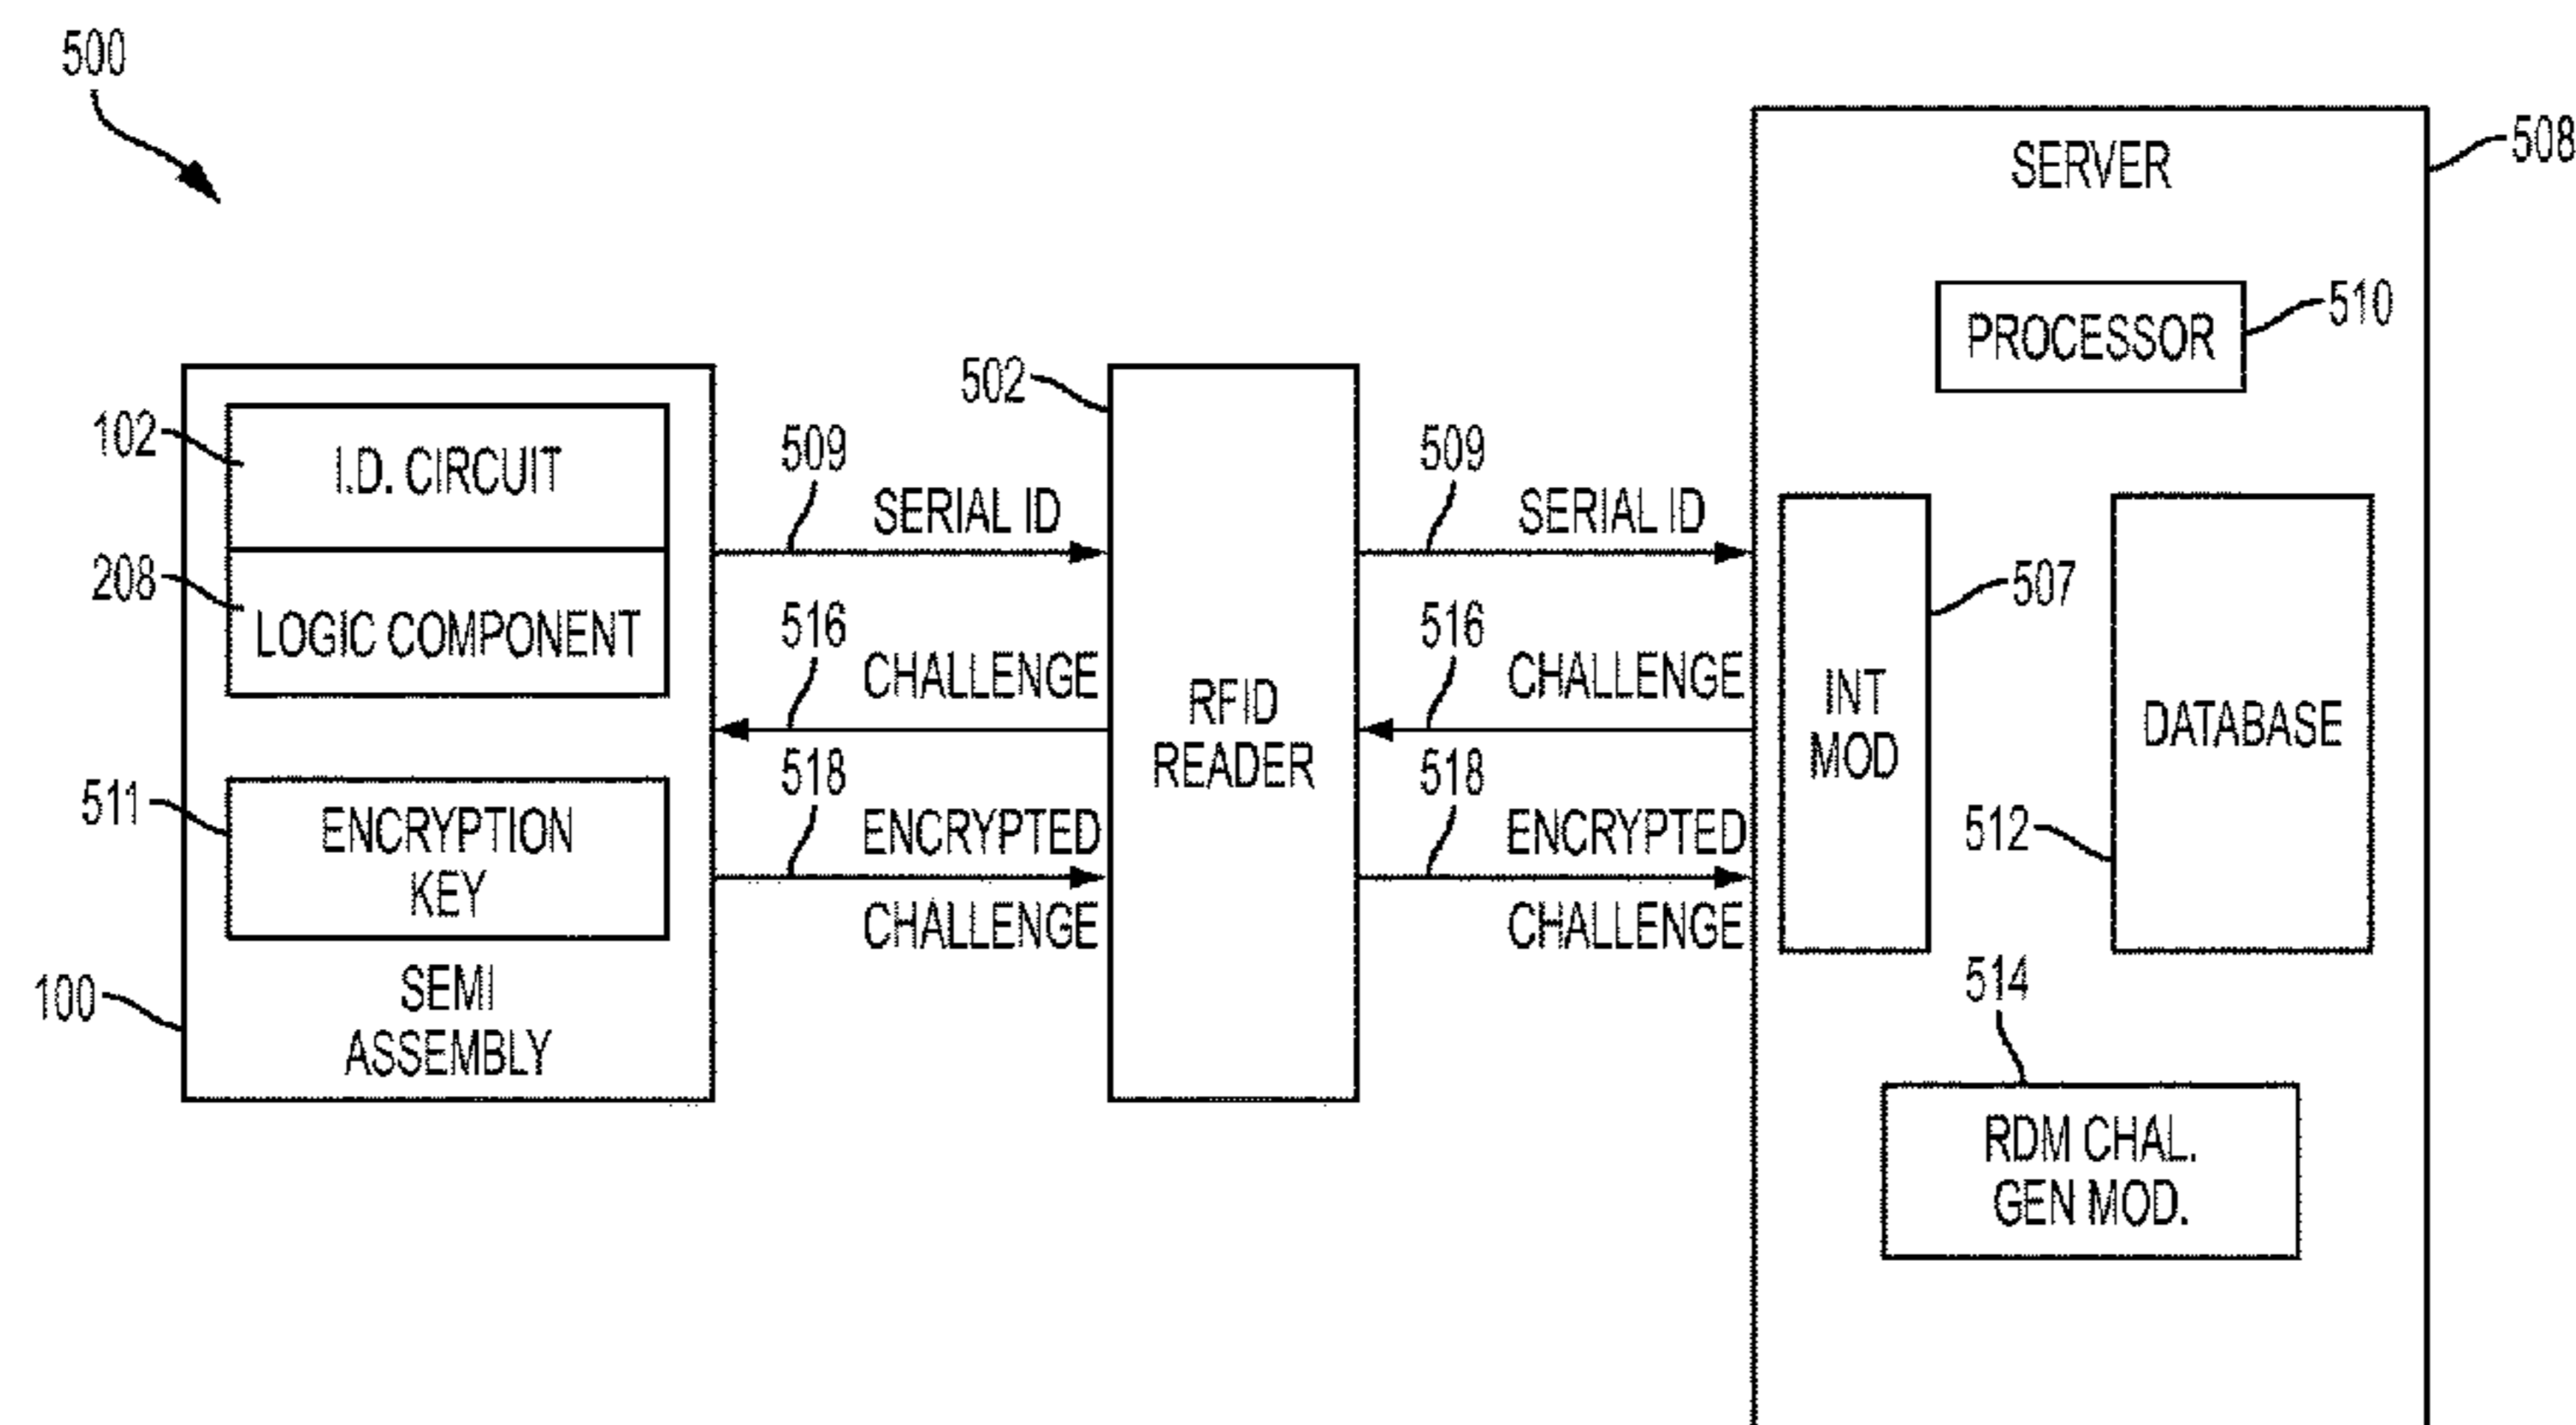 500
508
SERVER
510
PROCESSOR
502
102
I.D. CIRCUIT
509
SERIAL ID
509
SERIAL ID
507
208
LOGIC COMPONENT
516
CHALLENGE
516
CHALLENGE
RFID
READER
INT
MOD
DATABASE
511
ENCRYPTION
KEY
518
ENCRYPTED
CHALLENGE
518
ENCRYPTED
CHALLENGE
512
100
SEMI
ASSEMBLY
514
RDM CHAL.
GEN MOD.